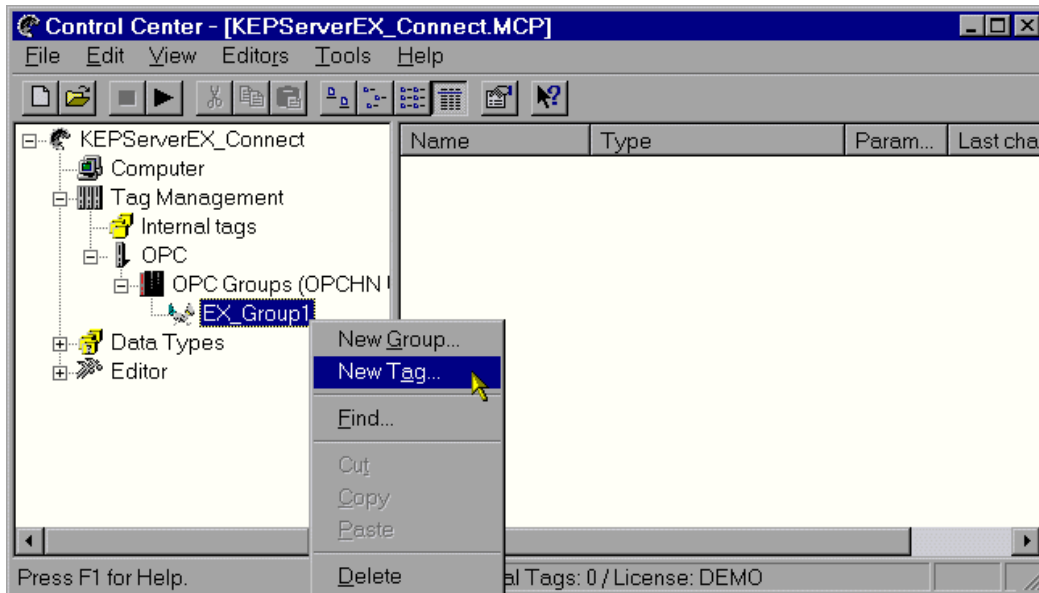 Control Center - [KEPServerEX_Connect.MCP]
File Edit View Editors Tools Help
KEPServerEX_Connect
Name Type Param... Last cha
Computer
Tag Management
Internal tags
OPC
OPC Groups (OPCHN
EX_Group1
Data Types
Editor
New Group...
New Tag...
Find...
Cut
Copy
Paste
Delete
Press F1 for Help.
al Tags: 0 / License: DEMO